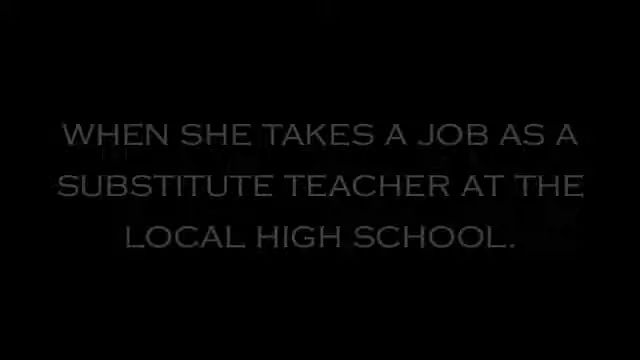 WHEN SHE TAKES A JOB AS A
SUBSTITUTE TEACHER AT THE
LOCAL HIGH SCHOOL.